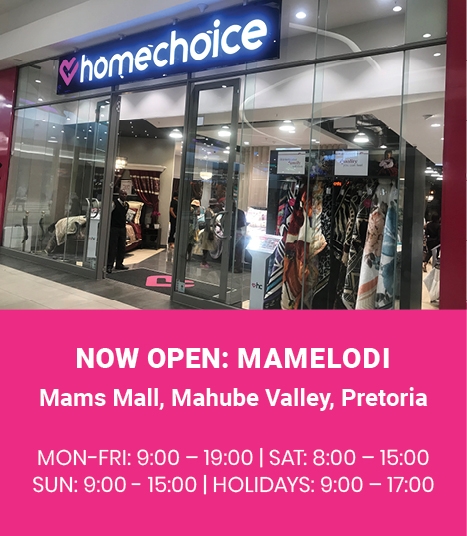 homechoice
hc
NOW OPEN: MAMELODI
Mams Mall, Mahube Valley, Pretoria
MON-FRI: 9:00 – 19:00 | SAT: 8:00 – 15:00
SUN: 9:00 - 15:00 | HOLIDAYS: 9:00 – 17:00